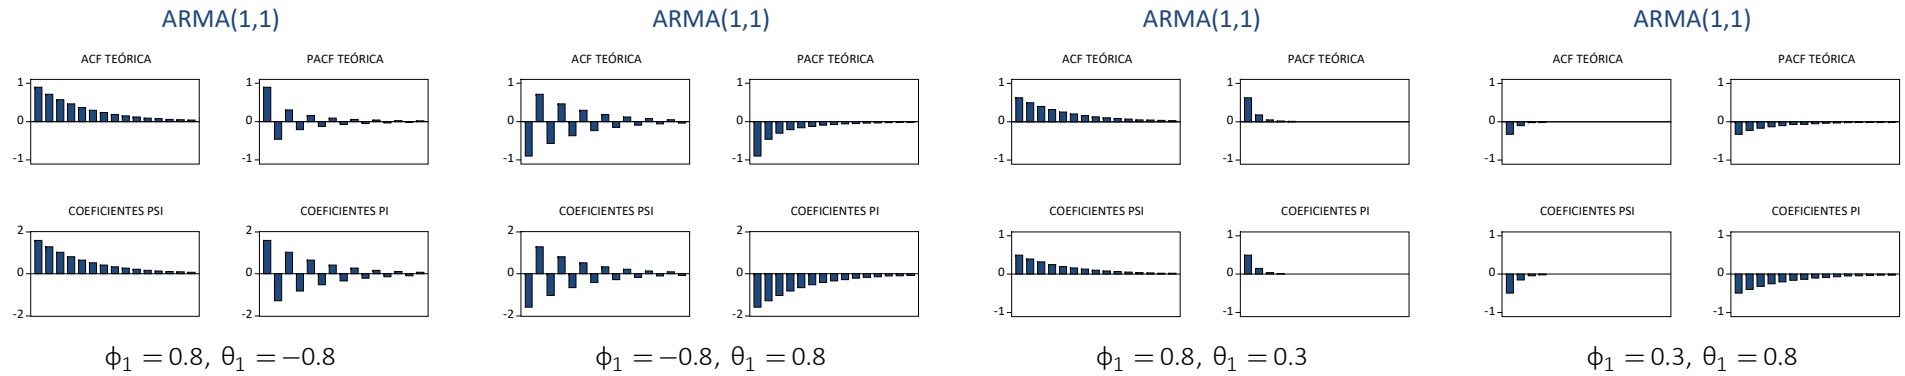 ARMA(1,1)
ACF TEÓRICA
PACF TEÓRICA
1
0
-1
1
0
-1
COEFICIENTES PSI
COEFICIENTES PI
2
0
-2
2
0
-2
ϕ₁ = 0.8, θ₁ = −0.8
ARMA(1,1)
ACF TEÓRICA
PACF TEÓRICA
1
0
-1
1
0
-1
COEFICIENTES PSI
COEFICIENTES PI
2
0
-2
2
0
-2
ϕ₁ = −0.8, θ₁ = 0.8
ARMA(1,1)
ACF TEÓRICA
PACF TEÓRICA
1
0
-1
1
0
-1
COEFICIENTES PSI
COEFICIENTES PI
1
0
-1
1
0
-1
ϕ₁ = 0.8, θ₁ = 0.3
ARMA(1,1)
ACF TEÓRICA
PACF TEÓRICA
1
0
-1
1
0
-1
COEFICIENTES PSI
COEFICIENTES PI
1
0
-1
1
0
-1
ϕ₁ = 0.3, θ₁ = 0.8